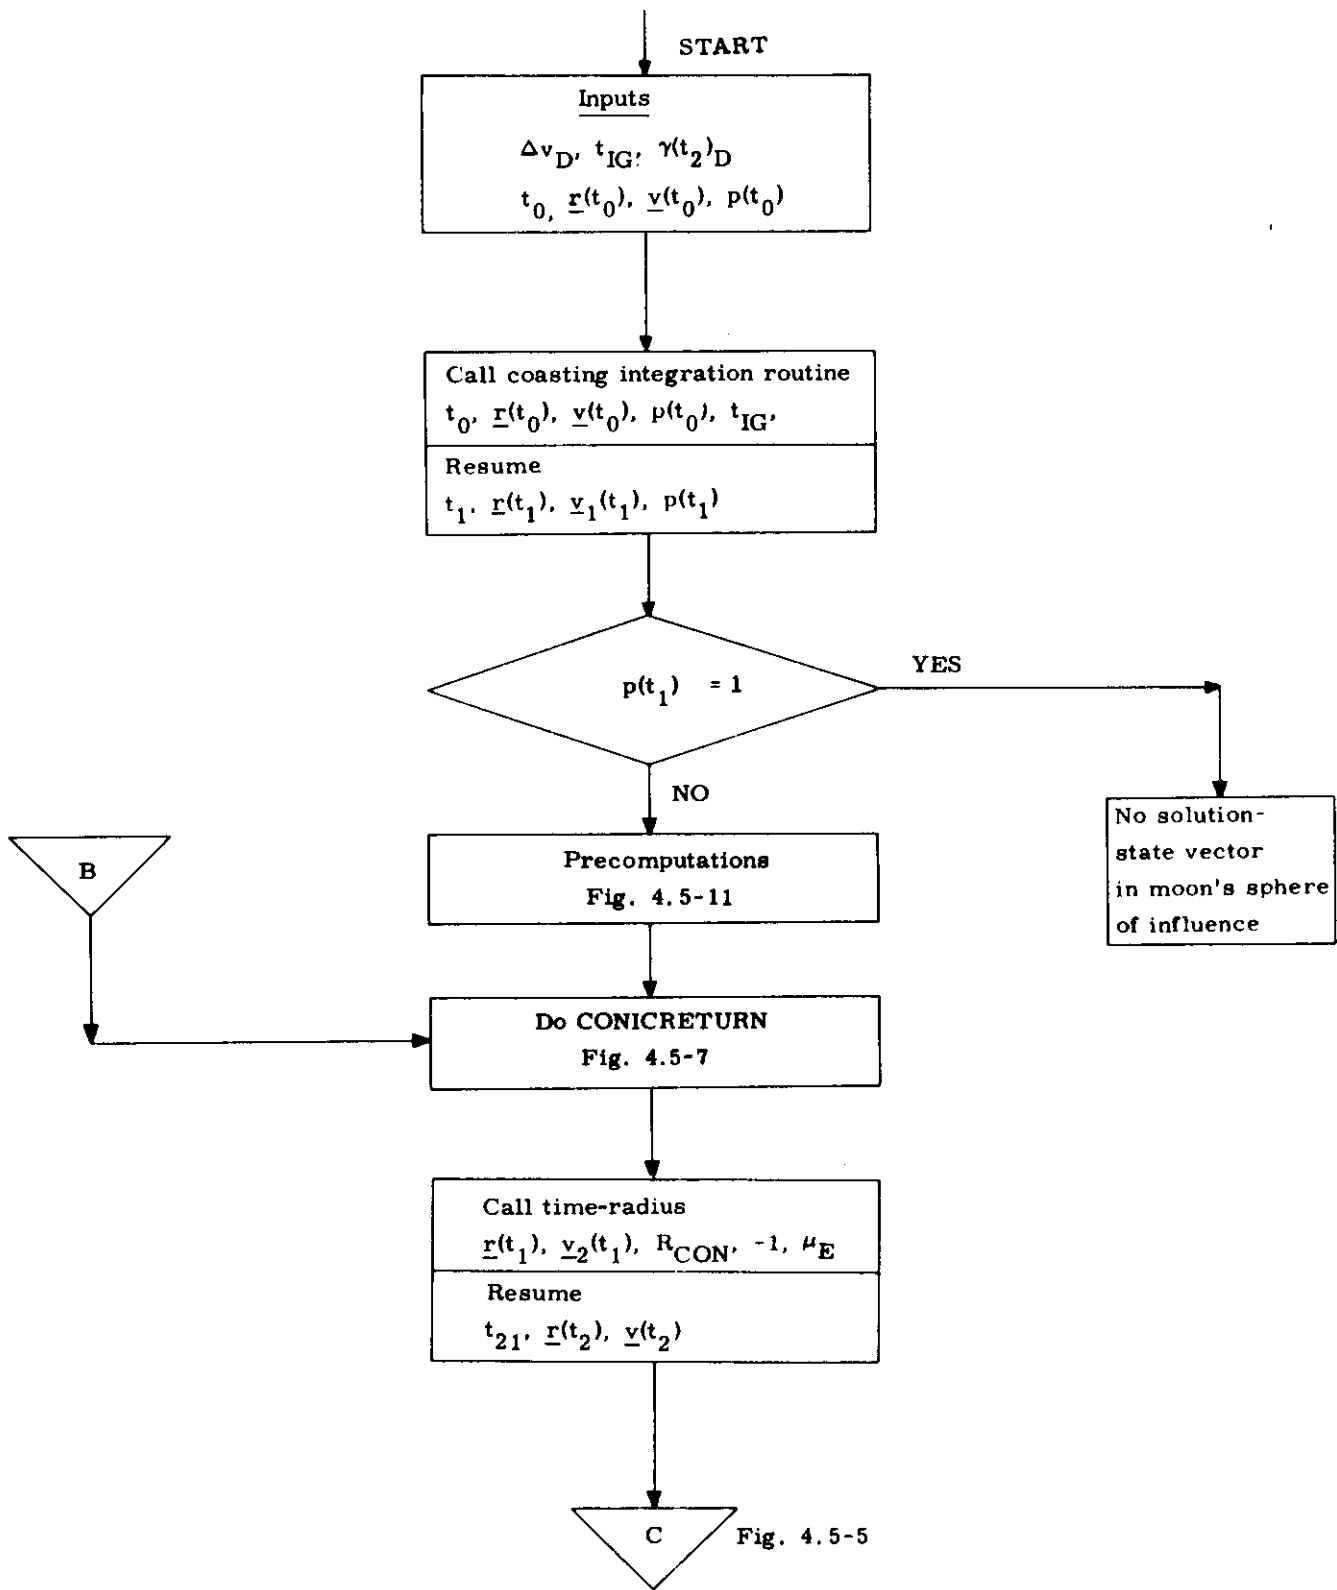 START
Inputs
Δv_D, t_IG, γ(t_2)_D
t_0, r(t_0), v(t_0), p(t_0)
Call coasting integration routine
t_0, r(t_0), v(t_0), p(t_0), t_IG,
Resume
t_1, r(t_1), v_1(t_1), p(t_1)
p(t_1) = 1
YES
NO
No solution-
state vector
in moon's sphere
of influence
Precomputations
Fig. 4.5-11
B
Do CONICRETURN
Fig. 4.5-7
Call time-radius
r(t_1), v_2(t_1), R_CON, -1, μ_E
Resume
t_21, r(t_2), v(t_2)
C
Fig. 4.5-5